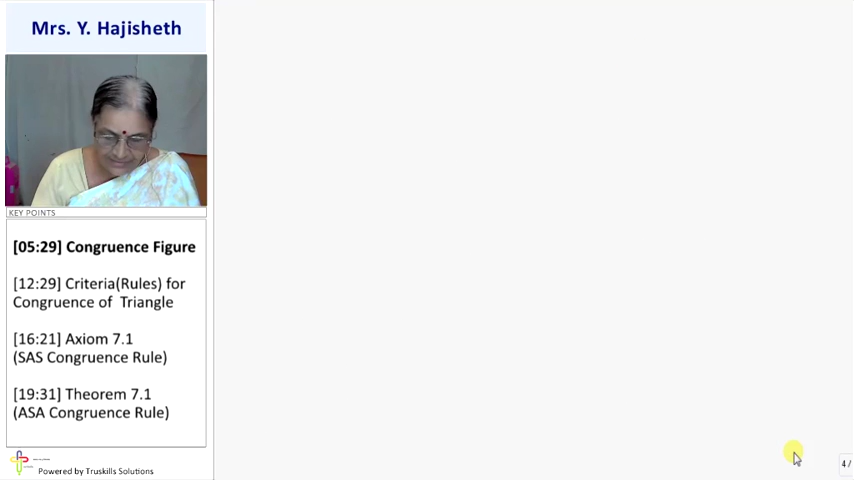 Mrs. Y. Hajisheth
KEY POINTS
[05:29] Congruence Figure
[12:29] Criteria(Rules) for
Congruence of Triangle
[16:21] Axiom 7.1
(SAS Congruence Rule)
[19:31] Theorem 7.1
(ASA Congruence Rule)
Powered by Truskills Solutions
4/